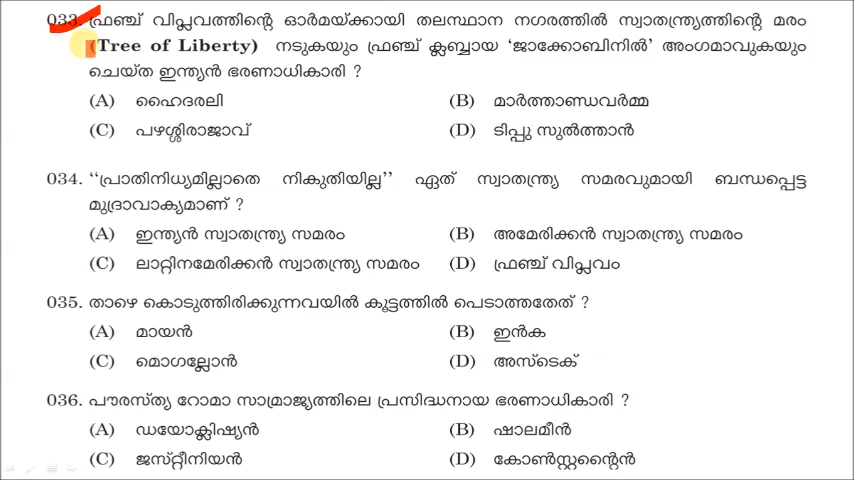 033. ഫ്രഞ്ച് വിപ്ലവത്തിന്റെ ഓർമയ്ക്കായി തലസ്ഥാന നഗരത്തിൽ സ്വാതന്ത്ര്യത്തിന്റെ മരം
(Tree of Liberty) നടുകയും ഫ്രഞ്ച് ക്ലബ്ബായ 'ജാക്കോബിനിൽ' അംഗമാവുകയും
ചെയ്ത ഇന്ത്യൻ ഭരണാധികാരി ?
(A) ഹൈദരലി (B) മാർത്താണ്ഡവർമ്മ
(C) പഴശ്ശിരാജാവ് (D) ടിപ്പു സുൽത്താൻ
034. "പ്രാതിനിധ്യമില്ലാതെ നികുതിയില്ല" ഏത് സ്വാതന്ത്ര്യ സമരവുമായി ബന്ധപ്പെട്ട
മുദ്രാവാക്യമാണ് ?
(A) ഇന്ത്യൻ സ്വാതന്ത്ര്യ സമരം (B) അമേരിക്കൻ സ്വാതന്ത്ര്യ സമരം
(C) ലാറ്റിനമേരിക്കൻ സ്വാതന്ത്ര്യ സമരം (D) ഫ്രഞ്ച് വിപ്ലവം
035. താഴെ കൊടുത്തിരിക്കുന്നവയിൽ കൂട്ടത്തിൽ പെടാത്തതേത് ?
(A) മായൻ (B) ഇൻക
(C) മൊഗല്ലോൻ (D) അസ്ടെക്
036. പൗരസ്ത്യ റോമാ സാമ്രാജ്യത്തിലെ പ്രസിദ്ധനായ ഭരണാധികാരി ?
(A) ഡയോക്ലിഷ്യൻ (B) ഷാലമീൻ
(C) ജസ്റ്റീനിയൻ (D) കോൺസ്റ്റന്റൈൻ